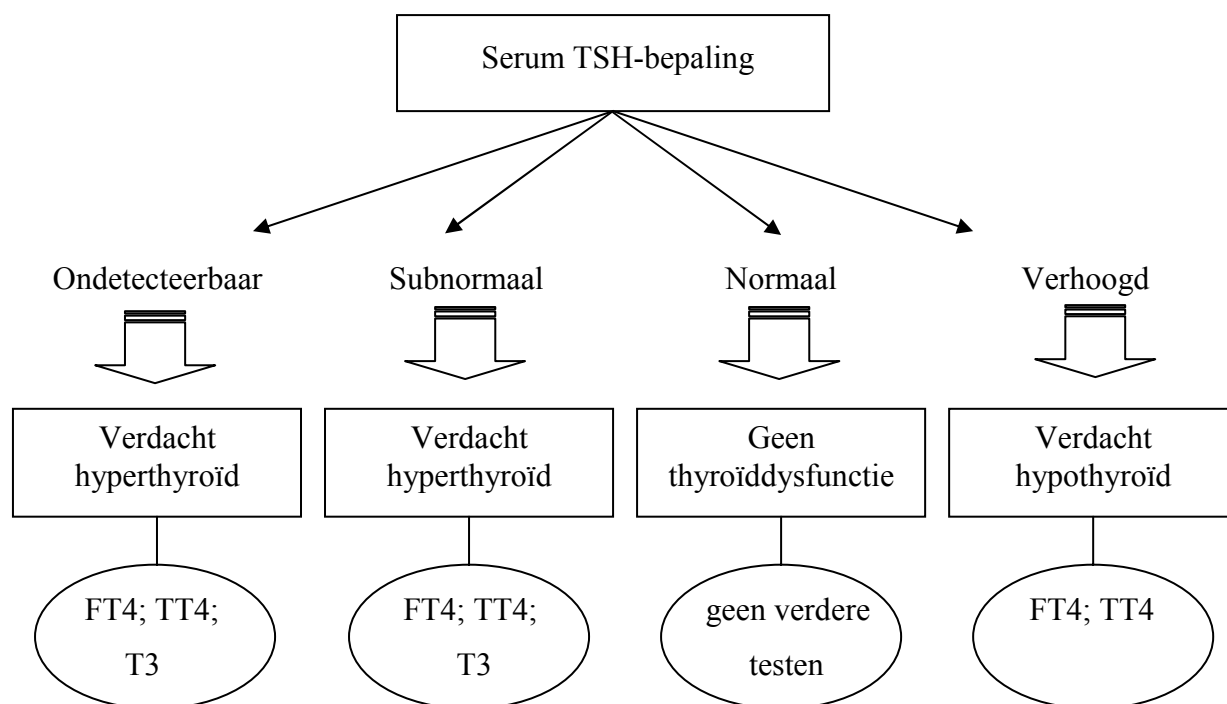 Serum TSH-bepaling
Ondetecteerbaar
Subnormaal
Normaal
Verhoogd
Verdacht
hyperthyroïd
Verdacht
hyperthyroïd
Geen
thyroïddysfunctie
Verdacht
hypothyroïd
FT4; TT4;
T3
FT4; TT4;
T3
geen verdere
testen
FT4; TT4